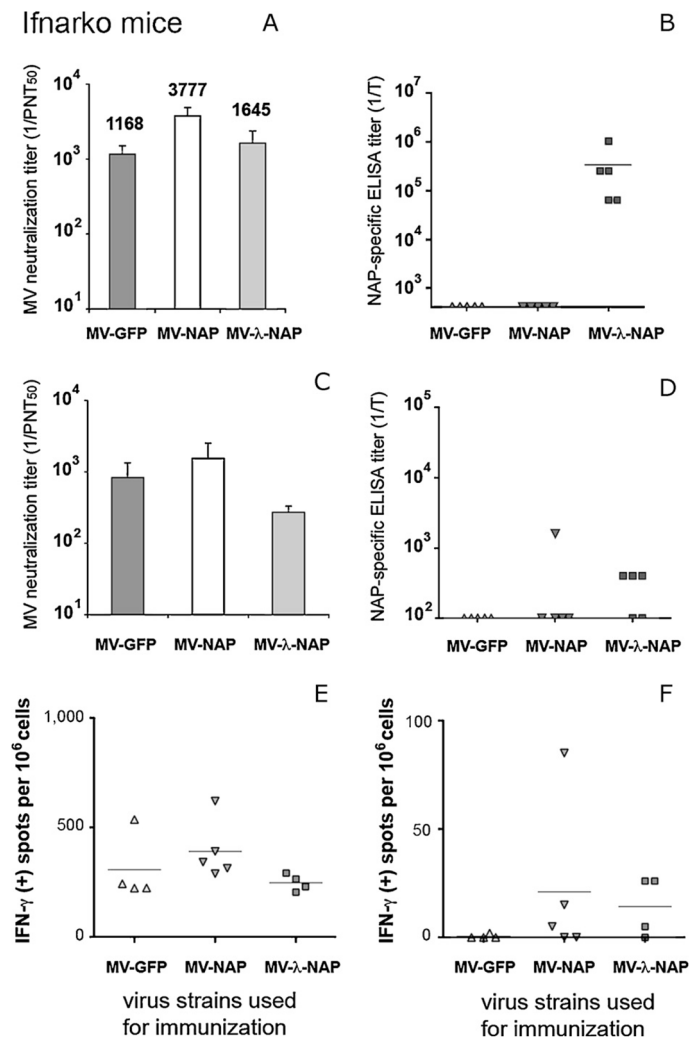 Ifnarko mice
A
MV neutralization titer (1/PNT50)
10⁴
10³
10²
10¹
1168
3777
1645
MV-GFP MV-NAP MV-λ-NAP
B
NAP-specific ELISA titer (1/T)
10⁷
10⁶
10⁵
10⁴
10³
MV-GFP MV-NAP MV-λ-NAP
C
MV neutralization titer (1/PNT50)
10⁴
10³
10²
10¹
MV-GFP MV-NAP MV-λ-NAP
D
NAP-specific ELISA titer (1/T)
10⁵
10⁴
10³
10²
MV-GFP MV-NAP MV-λ-NAP
E
IFN-γ (+) spots per 10⁶ cells
1,000
500
0
MV-GFP MV-NAP MV-λ-NAP
virus strains used
for immunization
F
IFN-γ (+) spots per 10⁶ cells
100
50
0
MV-GFP MV-NAP MV-λ-NAP
virus strains used
for immunization